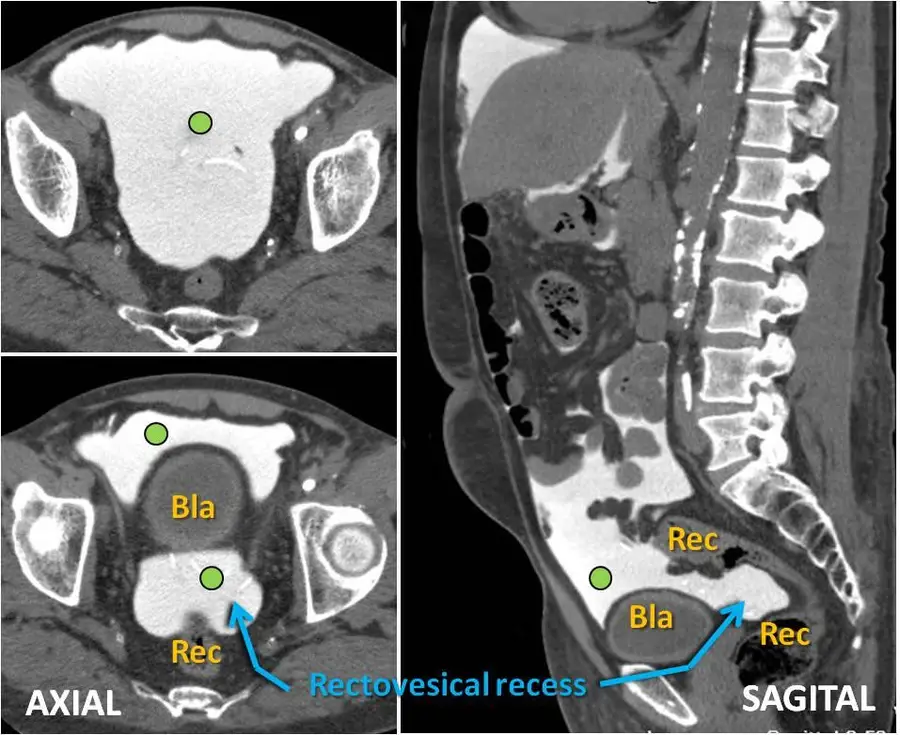 Bla
Rec
AXIAL
Rectovesical recess
Rec
Bla
Rec
SAGITAL